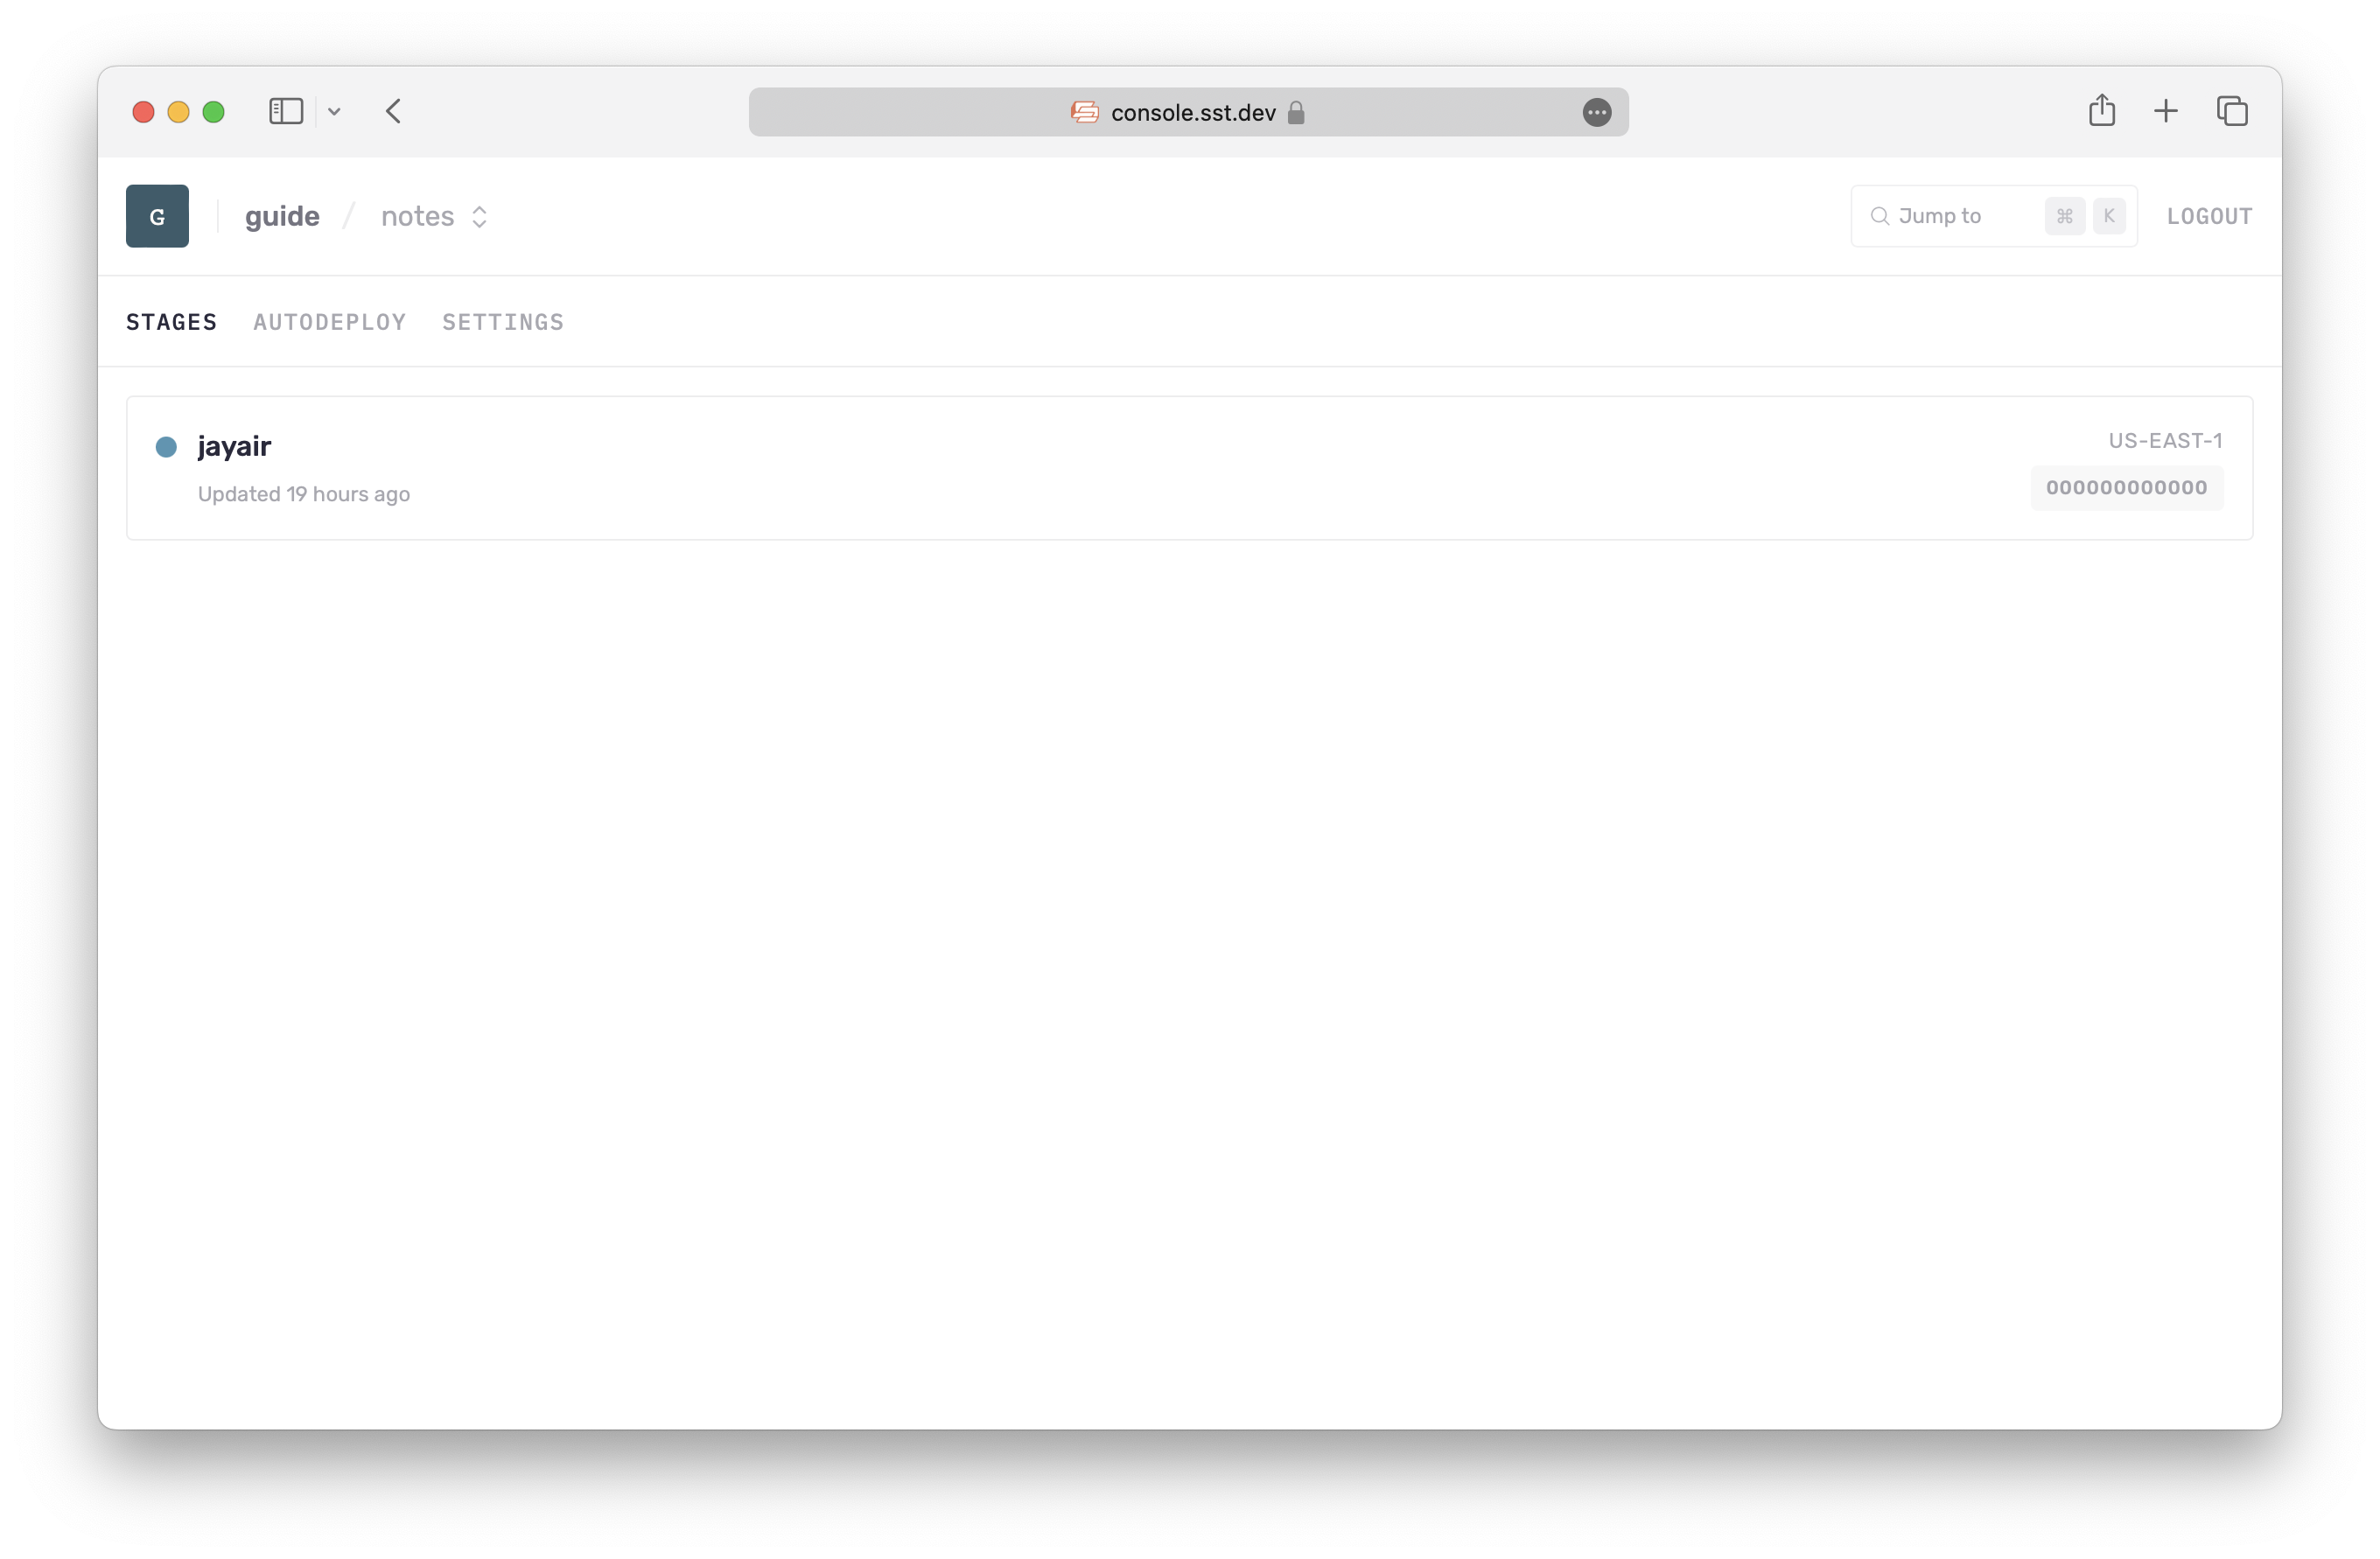 console.sst.dev
G guide / notes
Jump to ⌘ K LOGOUT
STAGES AUTODEPLOY SETTINGS
jayair
US-EAST-1
Updated 19 hours ago
000000000000